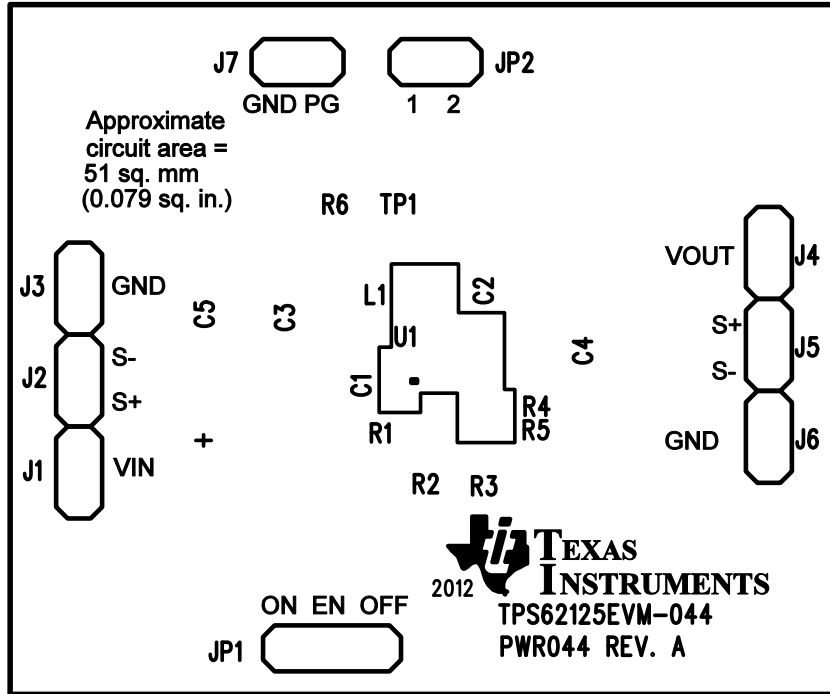 J7
JP2
GND PG
1 2
Approximate
circuit area =
51 sq. mm
(0.079 sq. in.)
R6 TP1
J3
GND
C5
C3
L1
C2
VOUT
J4
U1
S+
J5
S-
C4
J2
S-
S+
C1
R4
R5
R1
GND
J6
J1
VIN
+
R2 R3
TEXAS
INSTRUMENTS
2012
TPS62125EVM-044
PWR044 REV. A
ON EN OFF
JP1